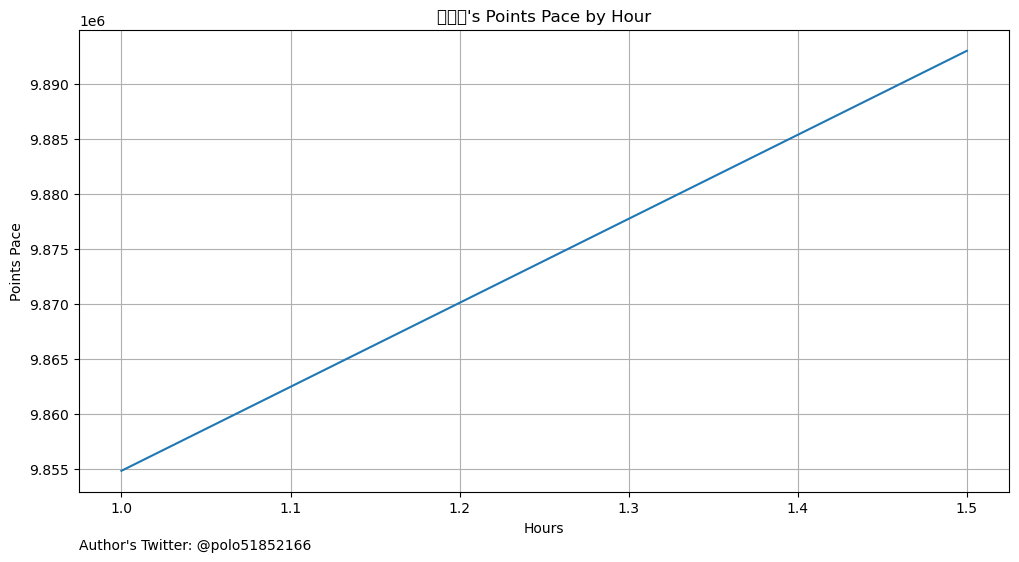 's Points Pace by Hour
1e6
9.890
9.885
9.880
9.875
9.870
9.865
9.860
9.855
Points Pace
1.0 1.1 1.2 1.3 1.4 1.5
Hours
Author's Twitter: @polo51852166